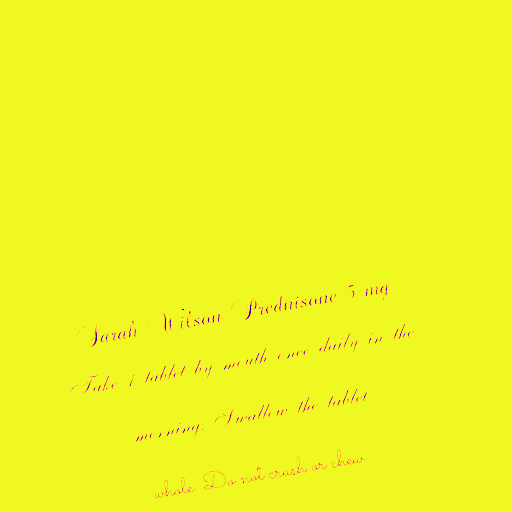 Sarah Wilson Prednisone 5 mg
Take 1 tablet by mouth once daily in the
morning. Swallow the tablet
whole Do not crush or chew